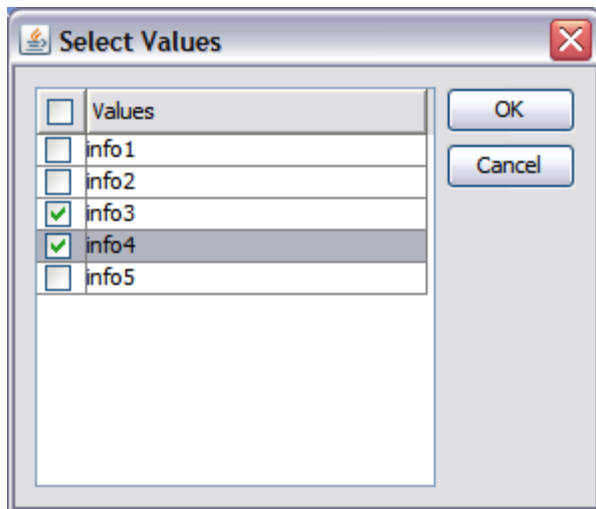 Select Values
Values
OK
info1
info2
Cancel
info3
info4
info5